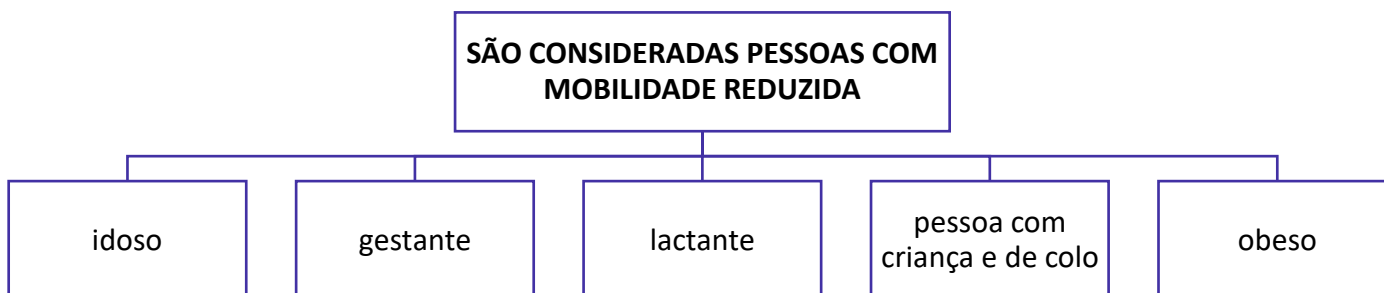 SÃO CONSIDERADAS PESSOAS COM
MOBILIDADE REDUZIDA
idoso
gestante
lactante
pessoa com
criança e de colo
obeso